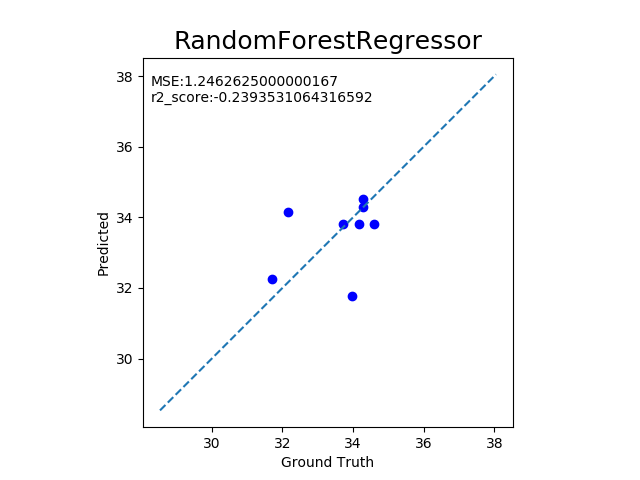 RandomForestRegressor
MSE:1.2462625000000167
r2_score:-0.2393531064316592
38
36
34
32
30
Predicted
30 32 34 36 38
Ground Truth